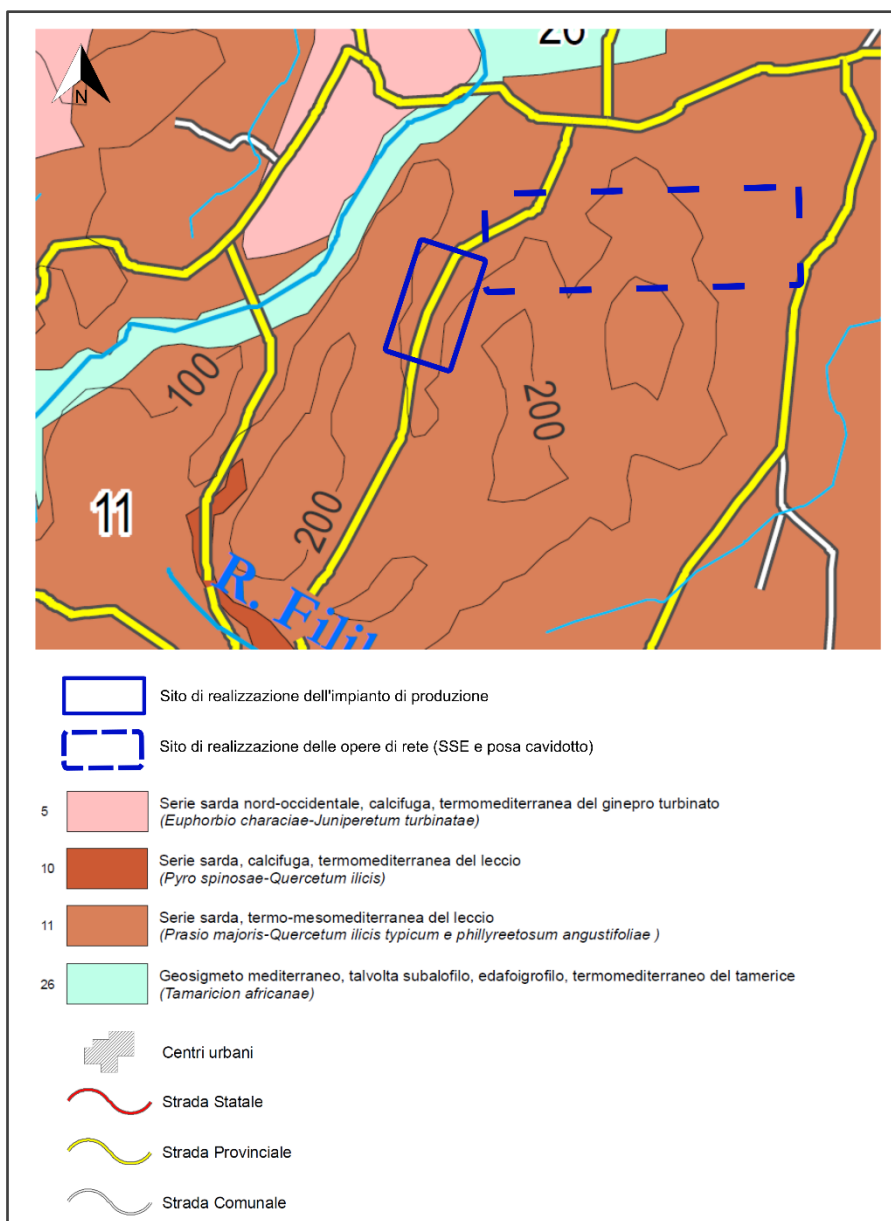 26
N
100
200
11
200
R. Filil
Sito di realizzazione dell'impianto di produzione
Sito di realizzazione delle opere di rete (SSE e posa cavidotto)
5 Serie sarda nord-occidentale, calcifuga, termomediterranea del ginepro turbinato
(Euphorbio characiae-Juniperetum turbinatae)
10 Serie sarda, calcifuga, termomediterranea del leccio
(Pyro spinosae-Quercetum ilicis)
11 Serie sarda, termo-mesomediterranea del leccio
(Prasio majoris-Quercetum ilicis typicum e phillyreetosum angustifoliae )
26 Geosigmeto mediterraneo, talvolta subalofilo, edafoigrofilo, termomediterraneo del tamerice
(Tamaricion africanae)
Centri urbani
Strada Statale
Strada Provinciale
Strada Comunale